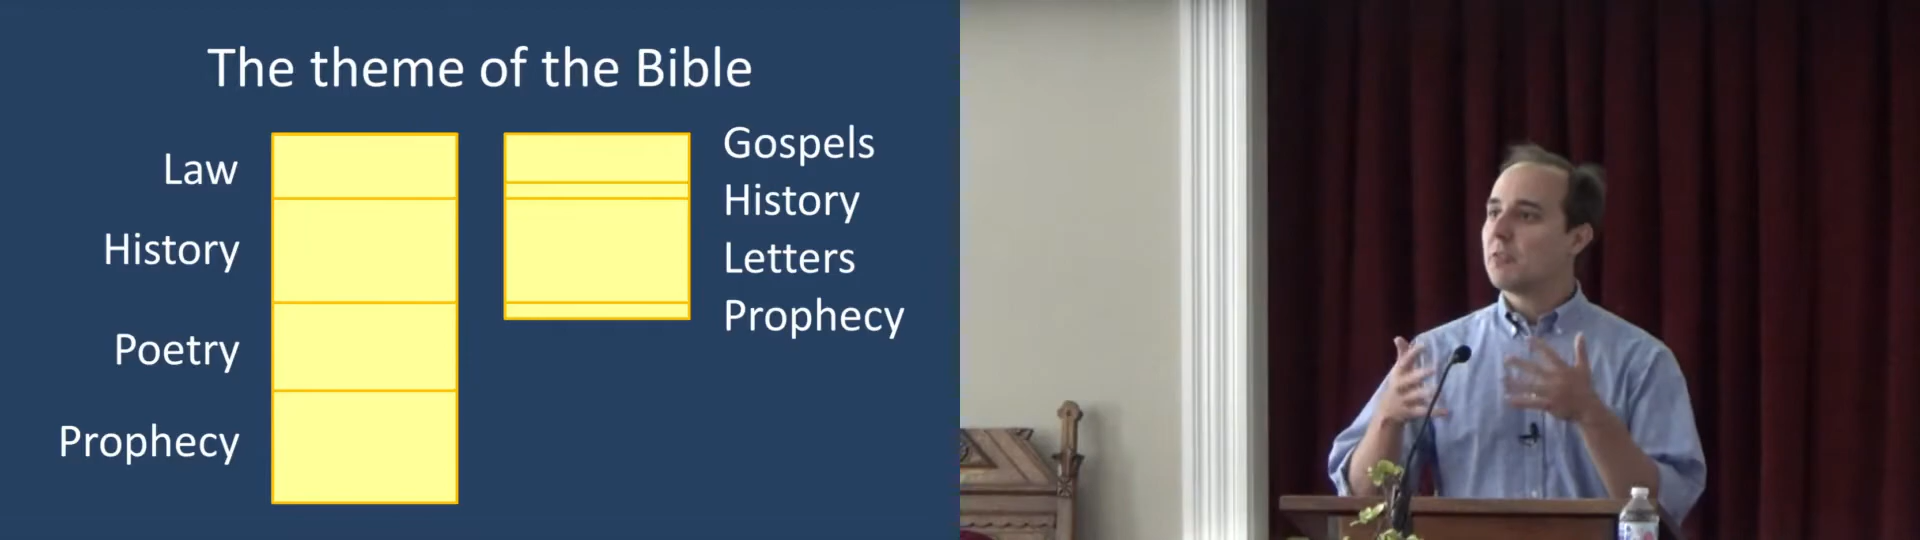 The theme of the Bible
Law
History
Poetry
Prophecy
Gospels
History
Letters
Prophecy